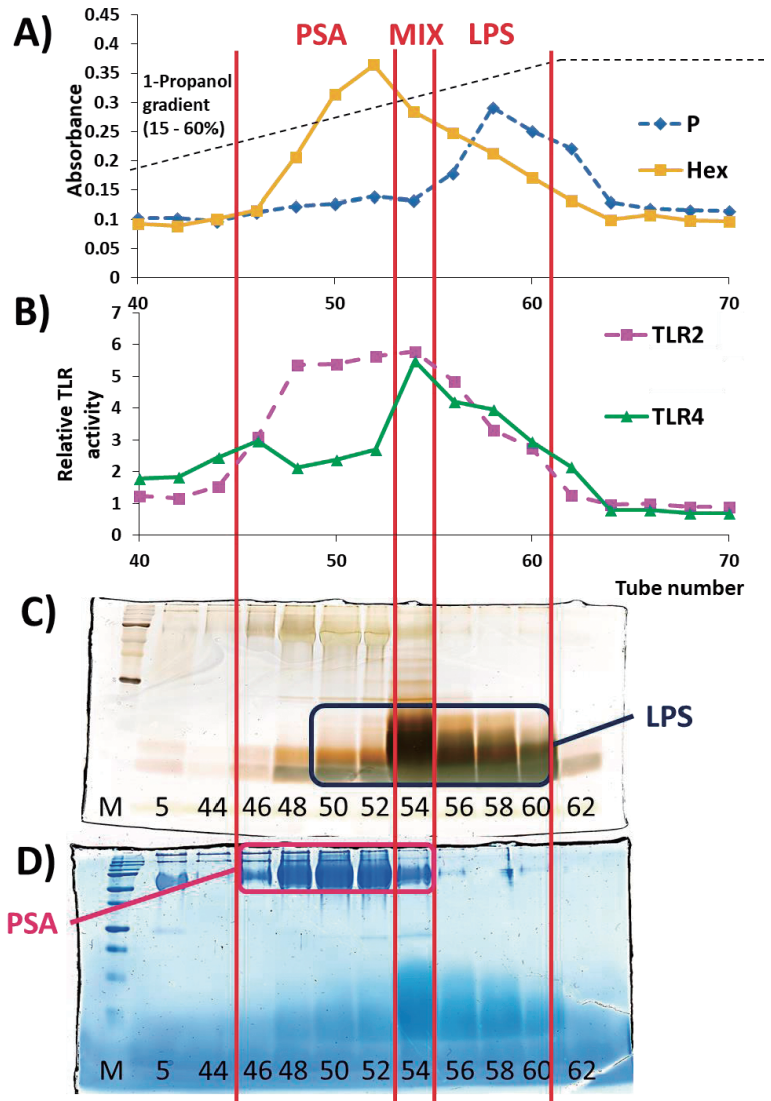 A)
PSA MIX LPS
0.45
0.4
0.35
0.3
0.25
0.2
0.15
0.1
0.05
0
Absorbance
1-Propanol
gradient
(15 - 60%)
P
Hex
40 50 60 70
B)
7
6
5
4
3
2
1
0
Relative TLR
activity
TLR2
TLR4
40 50 60 70
Tube number
C)
LPS
M 5 44 46 48 50 52 54 56 58 60 62
D)
PSA
M 5 44 46 48 50 52 54 56 58 60 62